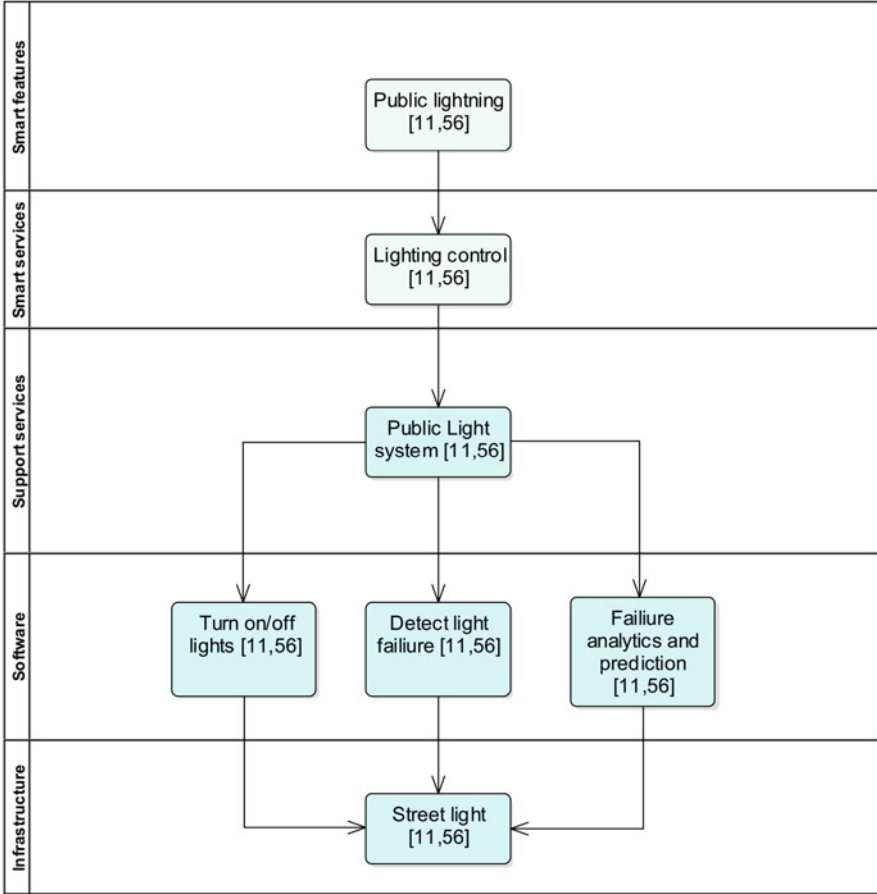 Smart features
Public lightning
[11,56]
Smart services
Lighting control
[11,56]
Support services
Public Light
system [11,56]
Software
Turn on/off
lights [11,56]
Detect light
failiure [11,56]
Failiure
analytics and
prediction
[11,56]
Infrastructure
Street light
[11,56]